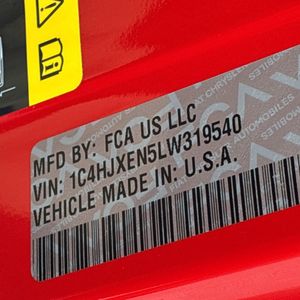 MFD BY: FCA US LLC
VIN: 1C4HJXEN5LW319540
VEHICLE MADE IN: U.S.A.